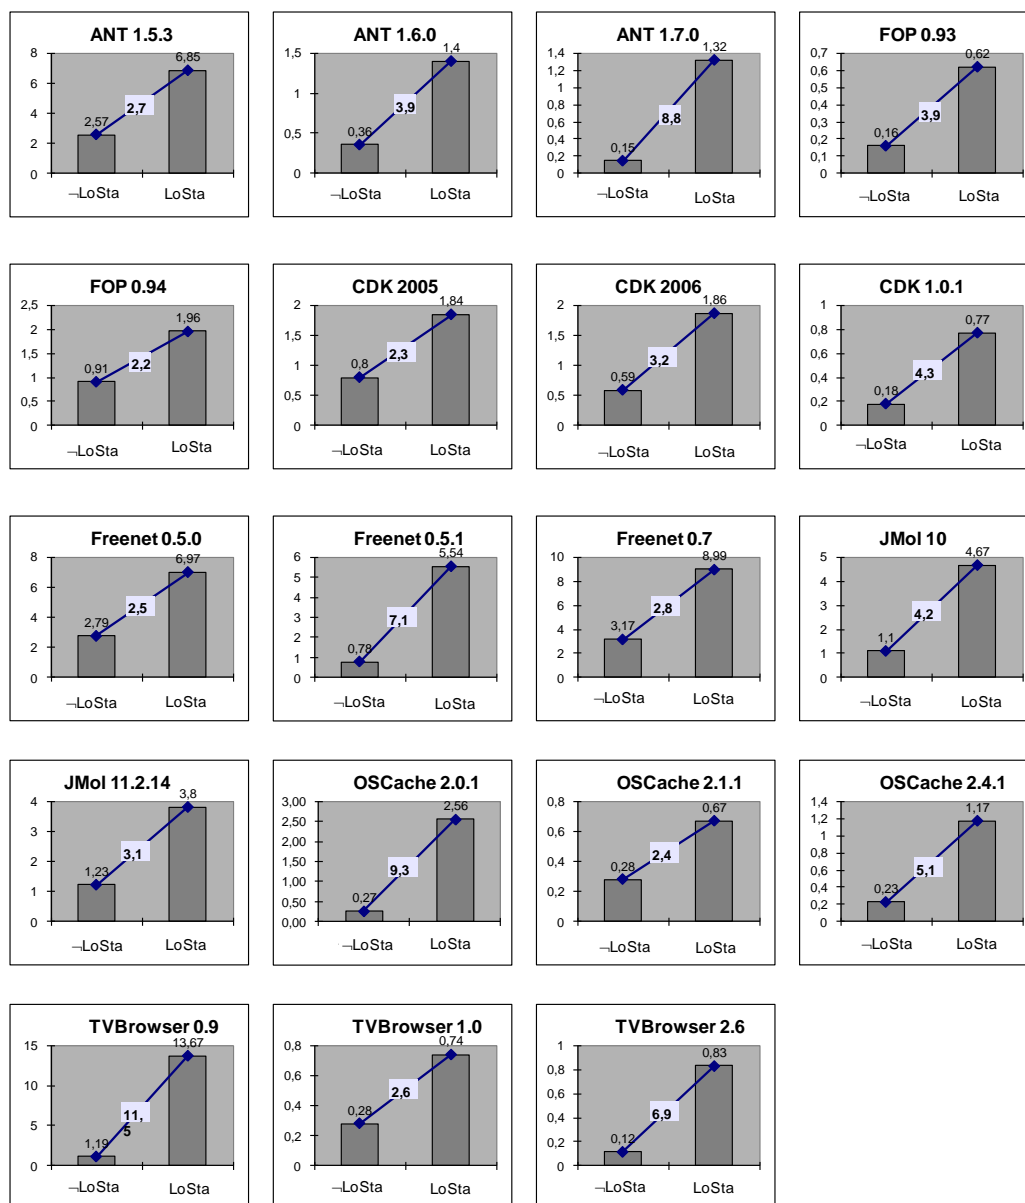 ANT 1.5.3
8
6
4
2
0
2,57
6,85
2,7
¬LoSta
LoSta
ANT 1.6.0
1,5
1
0,5
0
0,36
1,4
3,9
¬LoSta
LoSta
ANT 1.7.0
1,4
1,2
1
0,8
0,6
0,4
0,2
0
0,15
1,32
8,8
¬LoSta
LoSta
FOP 0.93
0,7
0,6
0,5
0,4
0,3
0,2
0,1
0
0,16
0,62
3,9
¬LoSta
LoSta
FOP 0.94
2,5
2
1,5
1
0,5
0
0,91
1,96
2,2
¬LoSta
LoSta
CDK 2005
2
1,5
1
0,5
0
0,8
1,84
2,3
¬LoSta
LoSta
CDK 2006
2
1,5
1
0,5
0
0,59
1,86
3,2
¬LoSta
LoSta
CDK 1.0.1
1
0,8
0,6
0,4
0,2
0
0,18
0,77
4,3
¬LoSta
LoSta
Freenet 0.5.0
8
6
4
2
0
2,79
6,97
2,5
¬LoSta
LoSta
Freenet 0.5.1
6
5
4
3
2
1
0
0,78
5,54
7,1
¬LoSta
LoSta
Freenet 0.7
10
8
6
4
2
0
3,17
8,99
2,8
¬LoSta
LoSta
JMol 10
5
4
3
2
1
0
1,1
4,67
4,2
¬LoSta
LoSta
JMol 11.2.14
4
3
2
1
0
1,23
3,8
3,1
¬LoSta
LoSta
OSCache 2.0.1
3,00
2,50
2,00
1,50
1,00
0,50
0,00
0,27
2,56
9,3
¬LoSta
LoSta
OSCache 2.1.1
0,8
0,6
0,4
0,2
0
0,28
0,67
2,4
¬LoSta
LoSta
OSCache 2.4.1
1,4
1,2
1
0,8
0,6
0,4
0,2
0
0,23
1,17
5,1
¬LoSta
LoSta
TVBrowser 0.9
15
10
5
0
1,19
13,67
11,
5
¬LoSta
LoSta
TVBrowser 1.0
0,8
0,6
0,4
0,2
0
0,28
0,74
2,6
¬LoSta
LoSta
TVBrowser 2.6
1
0,8
0,6
0,4
0,2
0
0,12
0,83
6,9
¬LoSta
LoSta